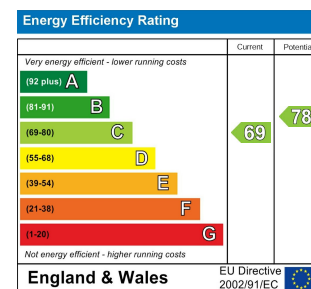 Energy Efficiency Rating
Current Potentia
Very energy efficient - lower running costs
(92 plus) A
(81-91) B
(69-80) C
(55-68) D
(39-54) E
(21-38) F
(1-20) G
69
78
Not energy efficient - higher running costs
England & Wales
EU Directive
2002/91/EC